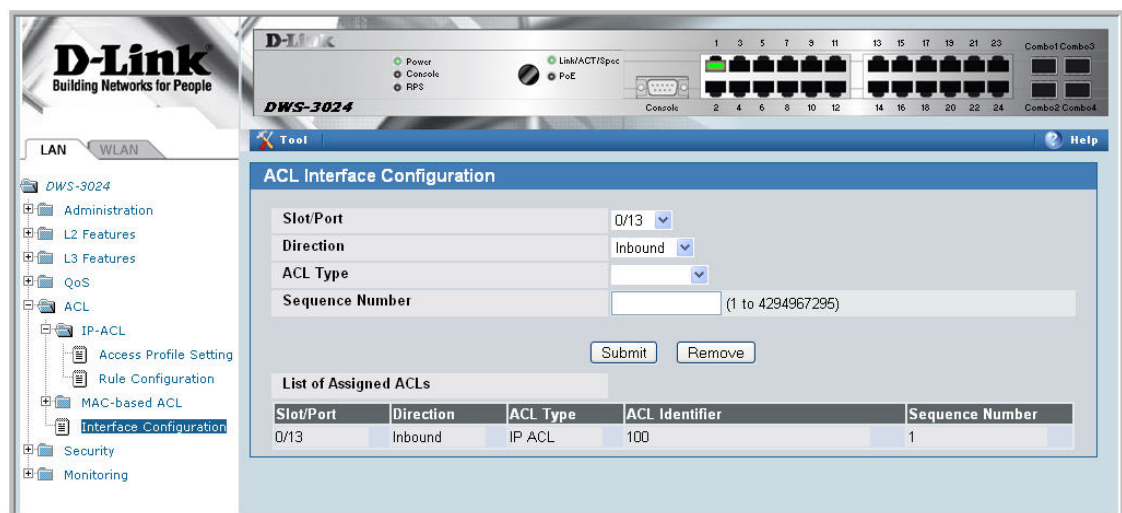 D-Link
Building Networks for People
D-Link
Power
Console
RPS
Link/ACT/Spec
PoE
DWS-3024
Console
1 3 5 7 9 11 13 15 17 19 21 23
Combo1 Combo3
2 4 6 8 10 12 14 16 18 20 22 24
Combo2 Combo4
LAN
WLAN
Tool
Help
DWS-3024
Administration
L2 Features
L3 Features
QoS
ACL
IP-ACL
Access Profile Setting
Rule Configuration
MAC-based ACL
Interface Configuration
Security
Monitoring
ACL Interface Configuration
Slot/Port 0/13
Direction Inbound
ACL Type
Sequence Number (1 to 4294967295)
Submit Remove
List of Assigned ACLs
Slot/Port Direction ACL Type ACL Identifier Sequence Number
0/13 Inbound IP ACL 100 1